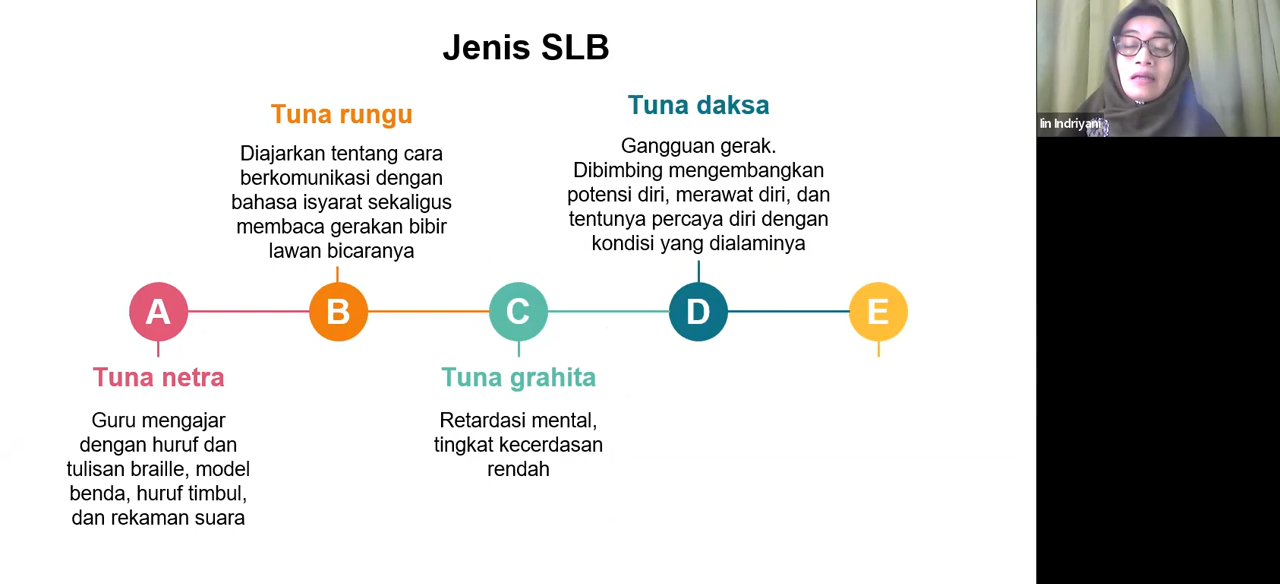 Jenis SLB
Tuna rungu
Diajarkan tentang cara
berkomunikasi dengan
bahasa isyarat sekaligus
membaca gerakan bibir
lawan bicaranya
Tuna daksa
Gangguan gerak.
Dibimbing mengembangkan
potensi diri, merawat diri, dan
tentunya percaya diri dengan
kondisi yang dialaminya
A
B
C
D
E
Tuna netra
Guru mengajar
dengan huruf dan
tulisan braille, model
benda, huruf timbul,
dan rekaman suara
Tuna grahita
Retardasi mental,
tingkat kecerdasan
rendah
Iin Indriyani